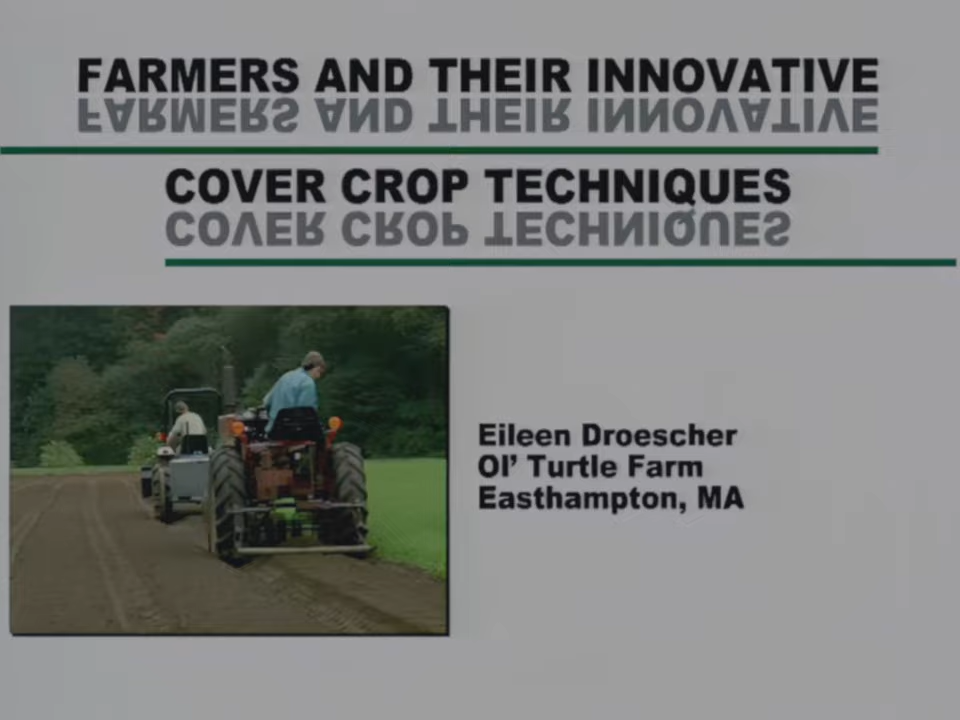 FARMERS AND THEIR INNOVATIVE
COVER CROP TECHNIQUES
Eileen Droescher
Ol' Turtle Farm
Easthampton, MA